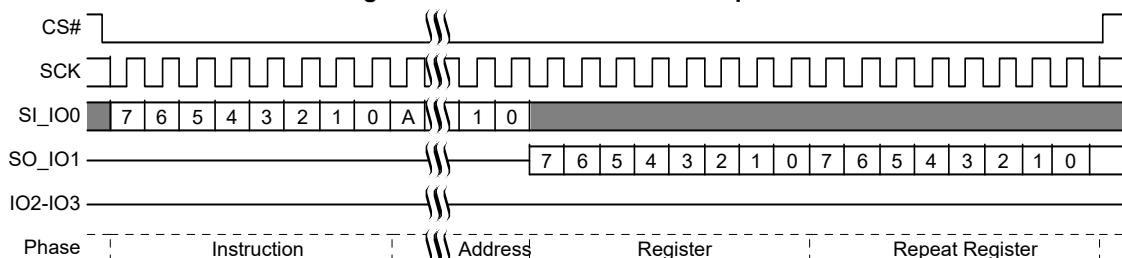 CS#
SCK
SI_IO0 7 6 5 4 3 2 1 0 A 1 0
SO_IO1 7 6 5 4 3 2 1 0 7 6 5 4 3 2 1 0
IO2-IO3
Phase Instruction Address Register Repeat Register